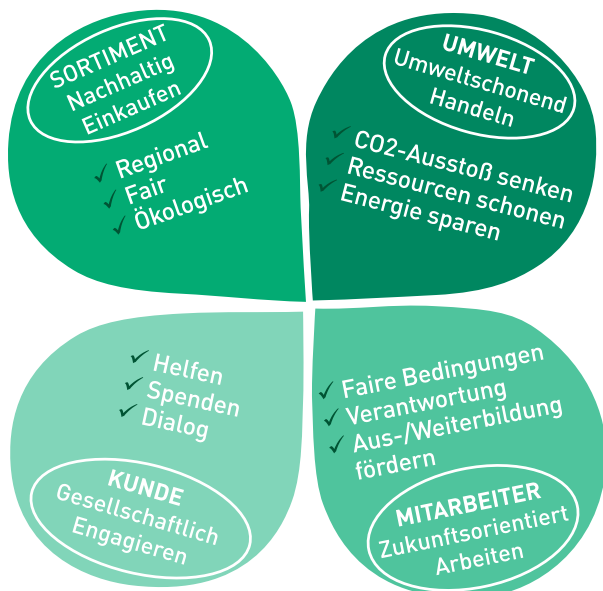 SORTIMENT
Nachhaltig
Einkaufen
✓ Regional
✓ Fair
✓ Ökologisch
UMWELT
Umweltschonend
Handeln
✓ CO2-Ausstoß senken
✓ Ressourcen schonen
✓ Energie sparen
✓ Helfen
✓ Spenden
✓ Dialog
KUNDE
Gesellschaftlich
Engagieren
✓ Faire Bedingungen
✓ Verantwortung
✓ Aus-/Weiterbildung
fördern
MITARBEITER
Zukunftsorientiert
Arbeiten